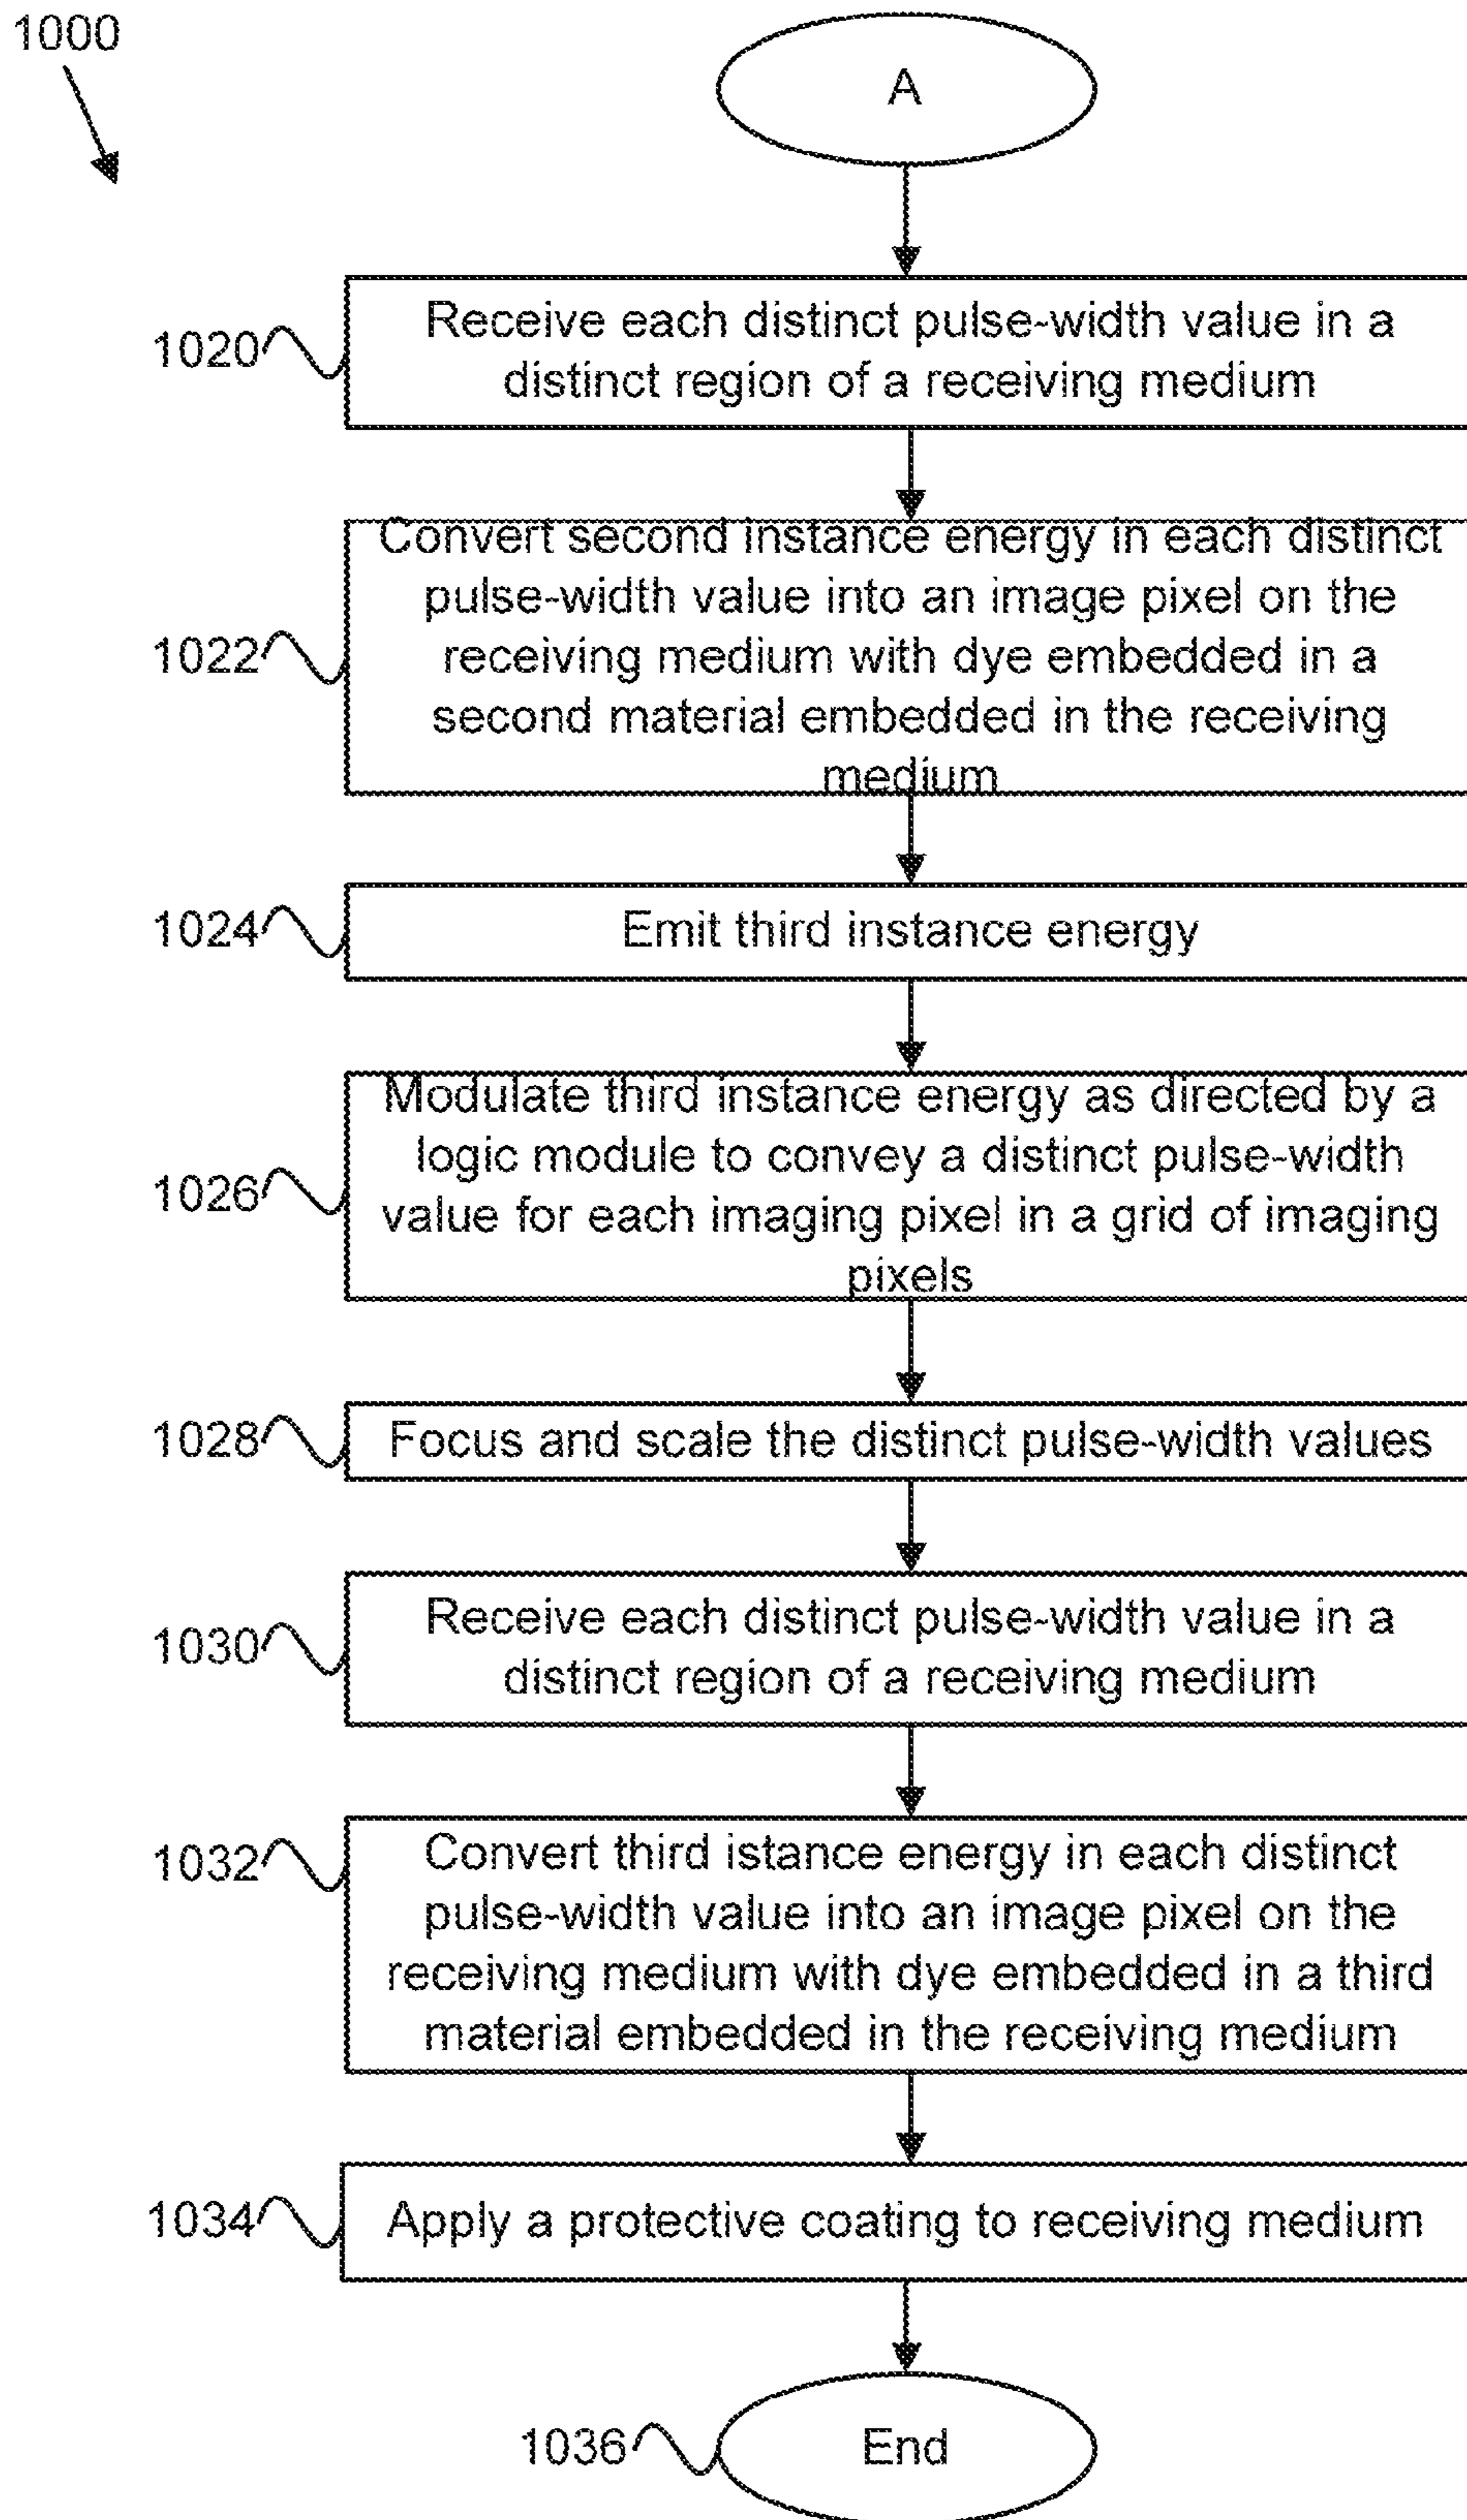 1000
A
1020
Receive each distinct pulse-width value in a
distinct region of a receiving medium
1022
Convert second instance energy in each distinct
pulse-width value into an image pixel on the
receiving medium with dye embedded in a
second material embedded in the receiving
medium
1024
Emit third instance energy
1026
Modulate third instance energy as directed by a
logic module to convey a distinct pulse-width
value for each imaging pixel in a grid of imaging
pixels
1028
Focus and scale the distinct pulse-width values
1030
Receive each distinct pulse-width value in a
distinct region of a receiving medium
1032
Convert third istance energy in each distinct
pulse-width value into an image pixel on the
receiving medium with dye embedded in a third
material embedded in the receiving medium
1034
Apply a protective coating to receiving medium
1036
End